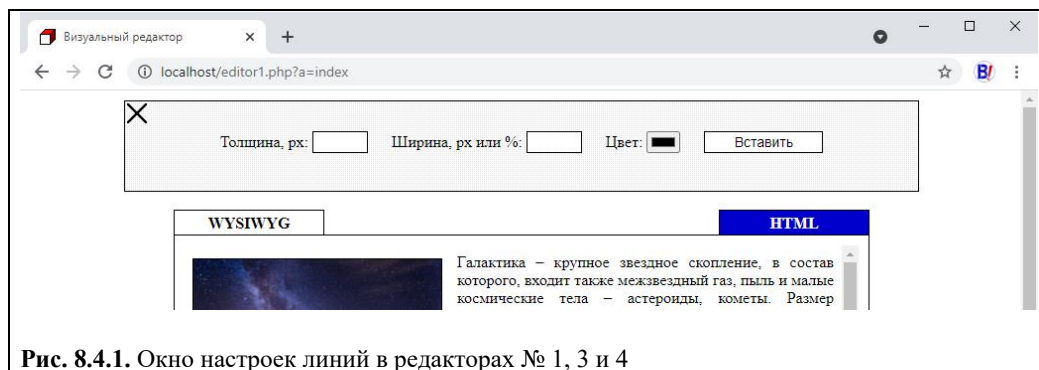 Визуальный редактор
localhost/editor1.php?a=index
B!
Толщина, px: Ширина, px или %: Цвет: Вставить
WYSIWYG HTML
Галактика – крупное звездное скопление, в состав
которого, входит также межзвездный газ, пыль и малые
космические тела – астероиды, кометы. Размер
Рис. 8.4.1. Окно настроек линий в редакторах № 1, 3 и 4